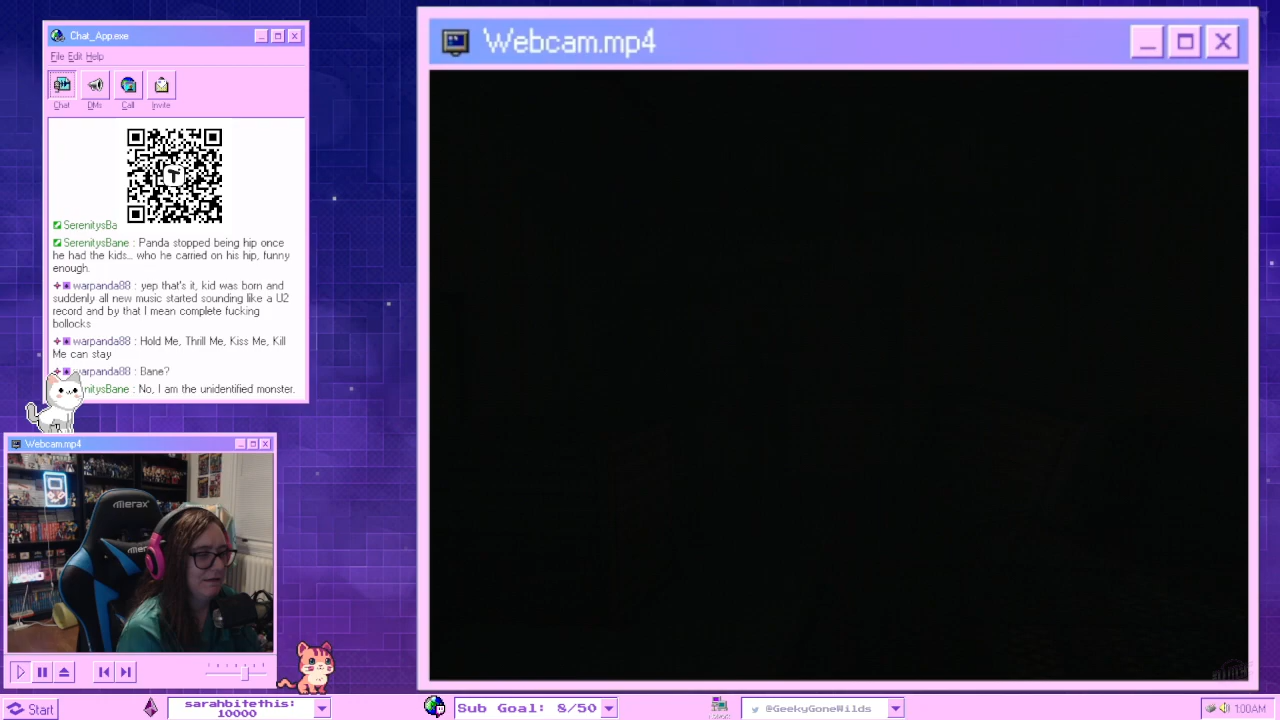 Chat_App.exe
File Edit Help
Chat DMs Call Invite
SerenitysBa
SerenitysBane : Panda stopped being hip once
he had the kids... who he carried on his hip, funny
enough.
warpanda88 : yep that's it, kid was born and
suddenly all new music started sounding like a U2
record and by that I mean complete fucking
bollocks
warpanda88 : Hold Me, Thrill Me, Kiss Me, Kill
Me can stay
warpanda88 : Bane?
nitysBane : No, I am the unidentified monster.
Webcam.mp4
merax
Webcam.mp4
Start
sarahbitethis:
10000
Sub Goal: 8/50
@GeekyGoneWilds
1:00AM